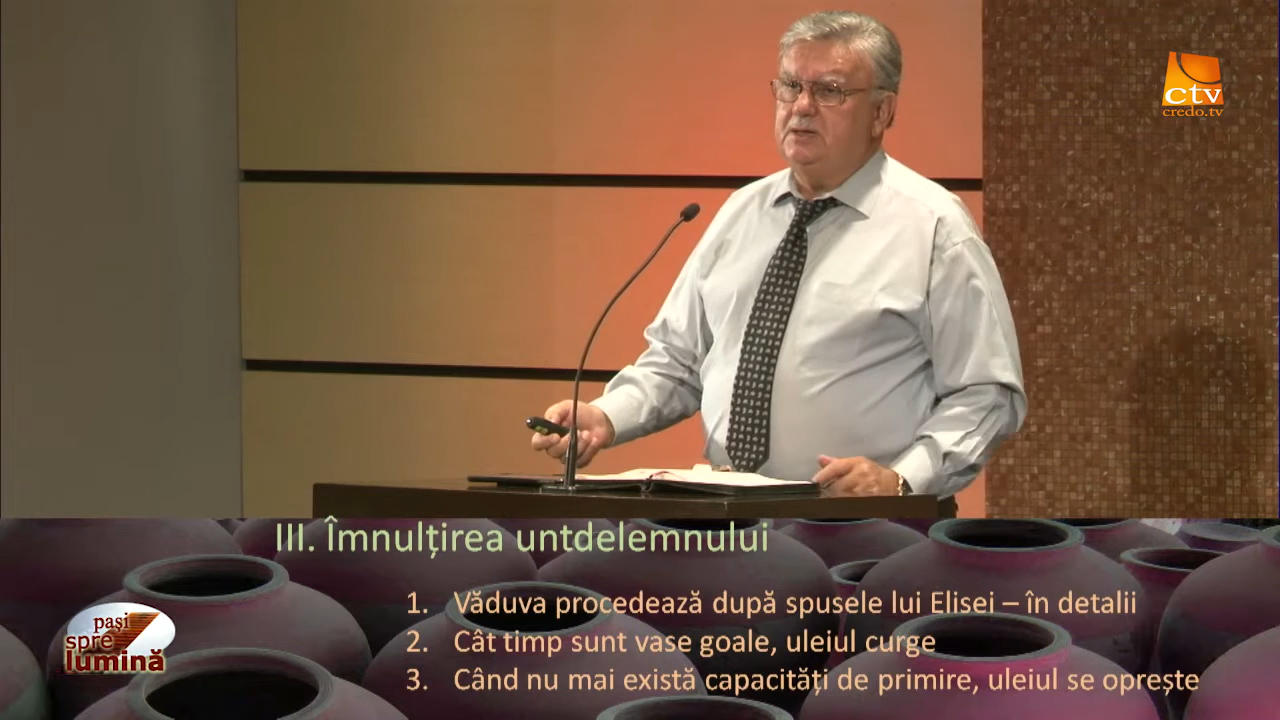 ctv
credo.tv
III. Îmnulțirea untdelemnului
1. Văduva procedează după spusele lui Elisei – în detalii
2. Cât timp sunt vase goale, uleiul curge
3. Când nu mai există capacități de primire, uleiul se oprește
pași
spre
lumină